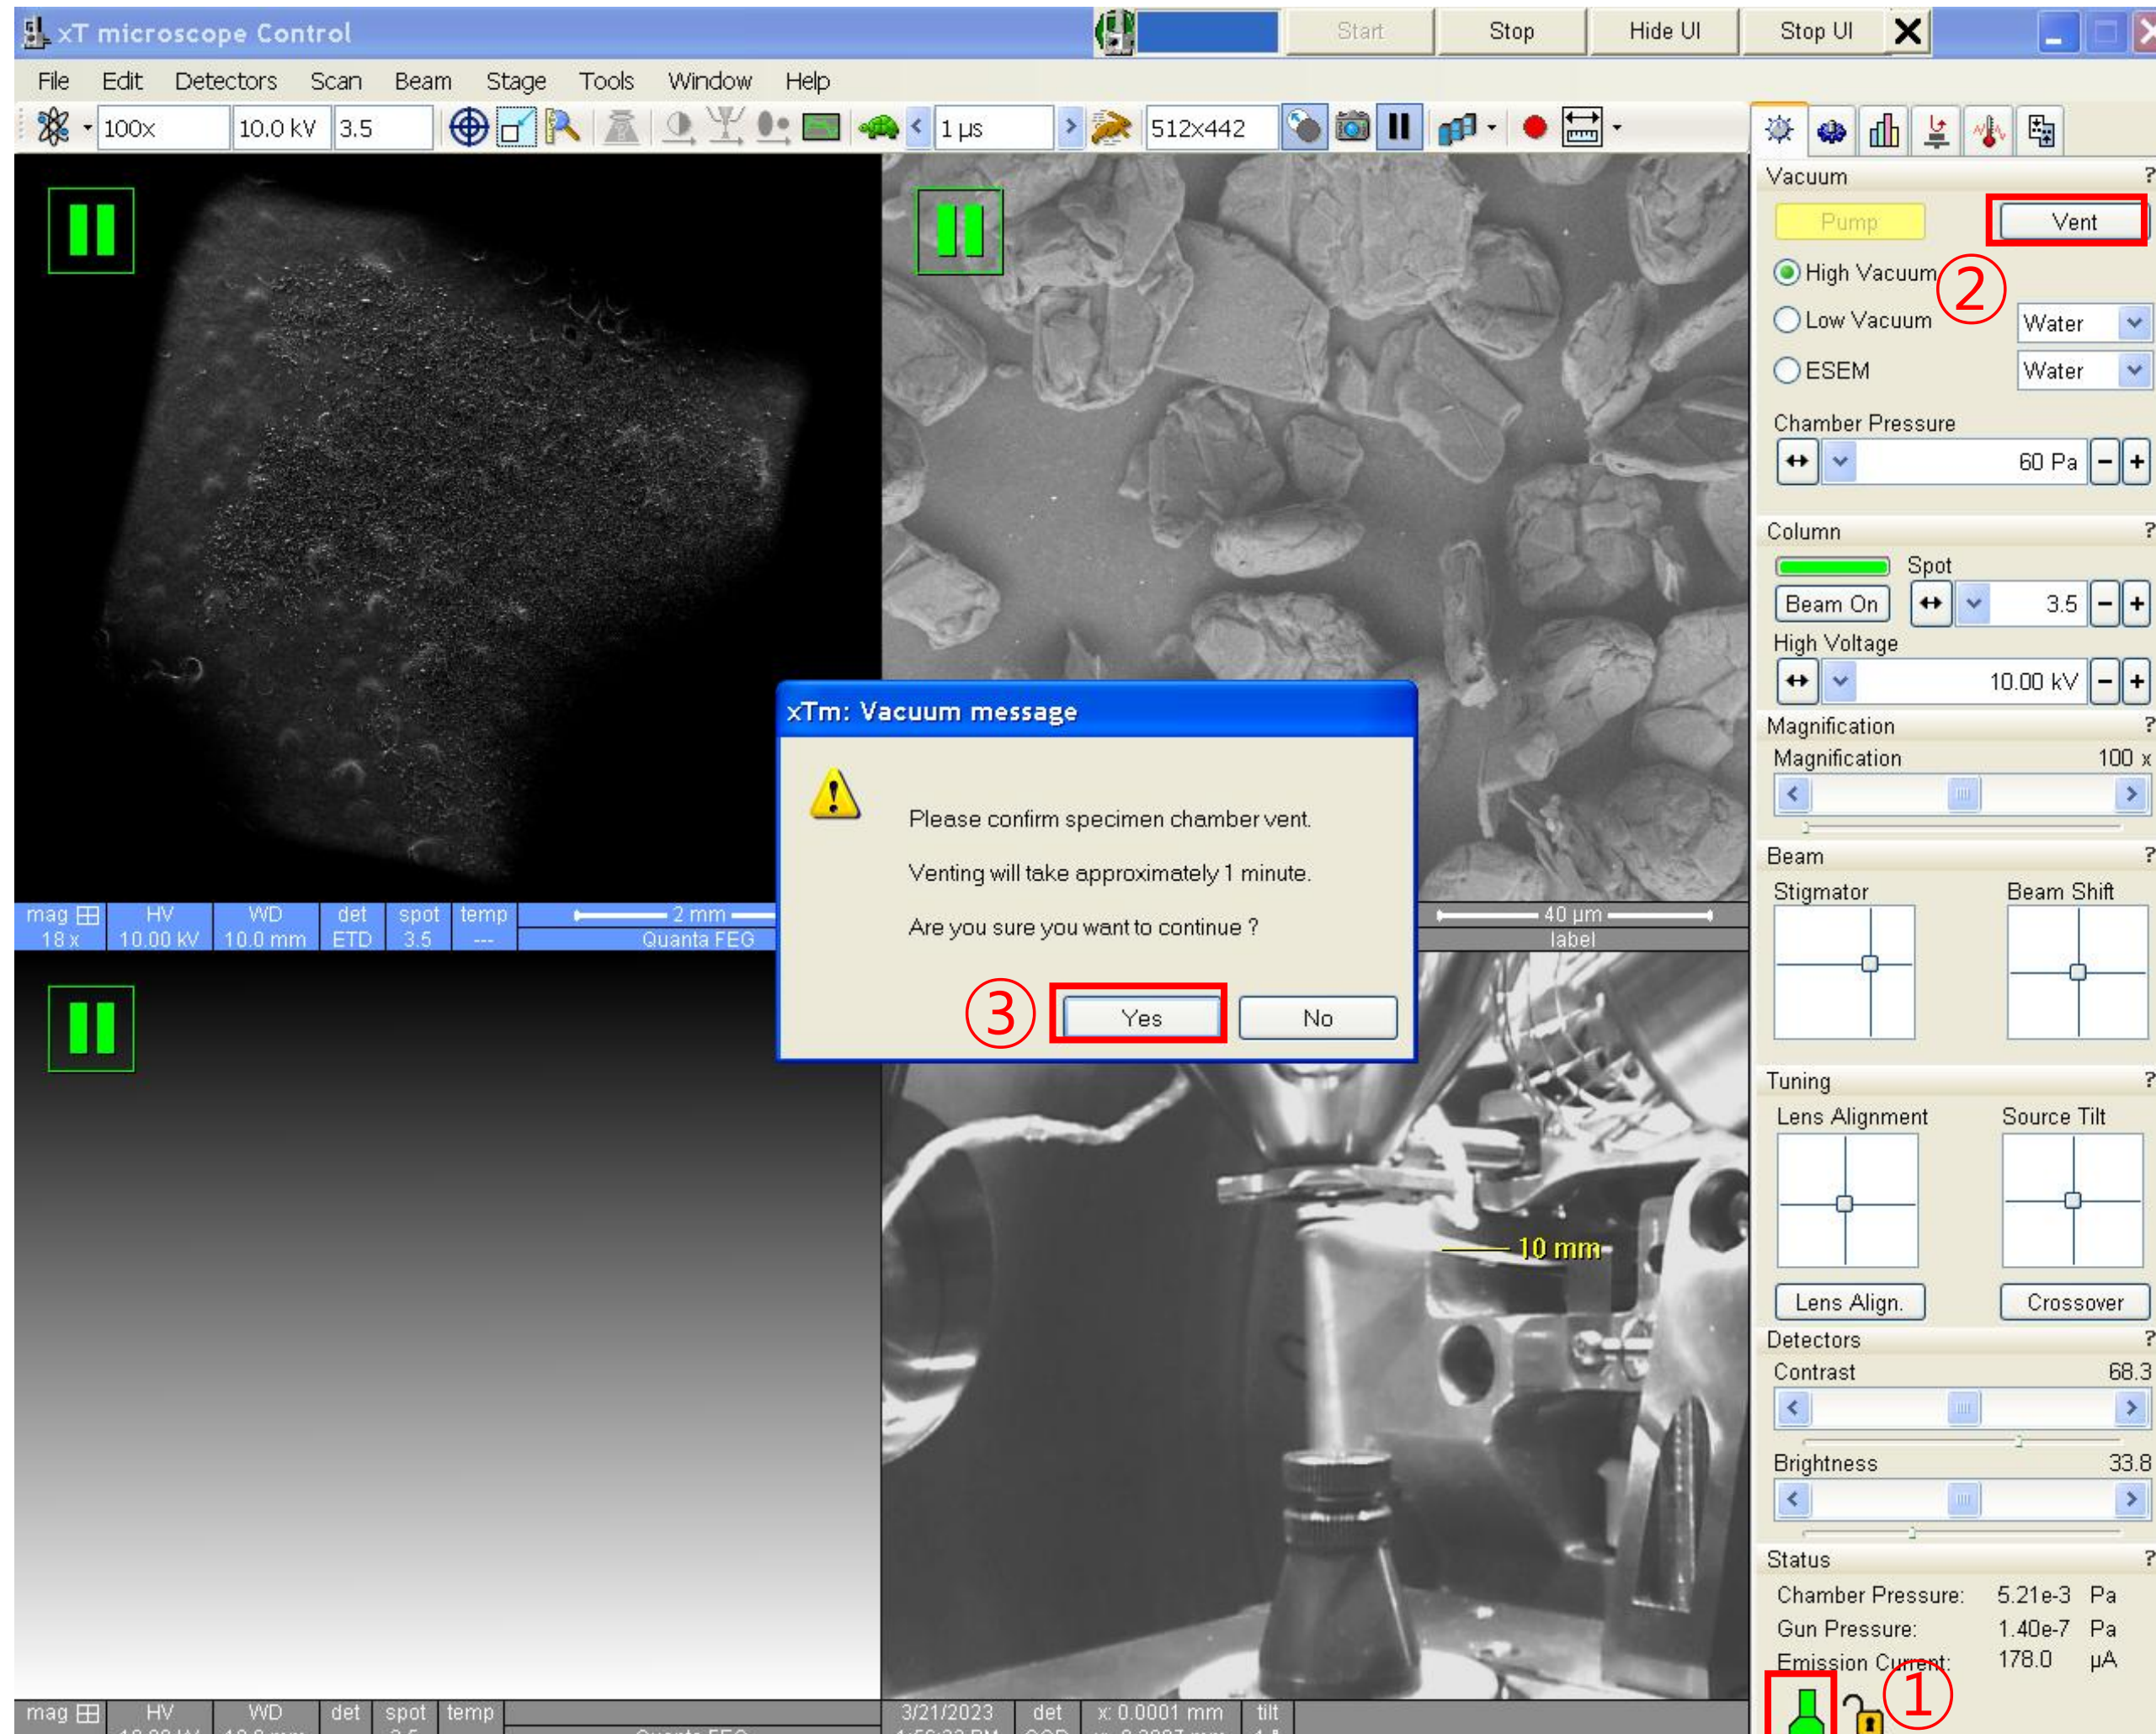 xT microscope Control
Start Stop Hide UI Stop UI
File Edit Detectors Scan Beam Stage Tools Window Help
100x 10.0 kV 3.5 1 µs 512x442
Vacuum ?
Pump Vent
High Vacuum
②
Low Vacuum Water
ESEM Water
Chamber Pressure
60 Pa
Column ?
Spot
Beam On 3.5
High Voltage
10.00 kV
Magnification ?
Magnification 100 x
Beam ?
Stigmator Beam Shift
Tuning ?
Lens Alignment Source Tilt
Lens Align. Crossover
Detectors ?
Contrast 68.3
Brightness 33.8
Status ?
Chamber Pressure: 5.21e-3 Pa
Gun Pressure: 1.40e-7 Pa
Emission Current: 178.0 µA
①
xTm: Vacuum message
Please confirm specimen chamber vent.
Venting will take approximately 1 minute.
Are you sure you want to continue ?
③ Yes No
mag HV WD det spot temp 2 mm
18 x 10.00 kV 10.0 mm ETD 3.5 --- Quanta FEG
40 µm
label
10 mm
mag HV WD det spot temp
3/21/2023 det x: 0.0001 mm tilt